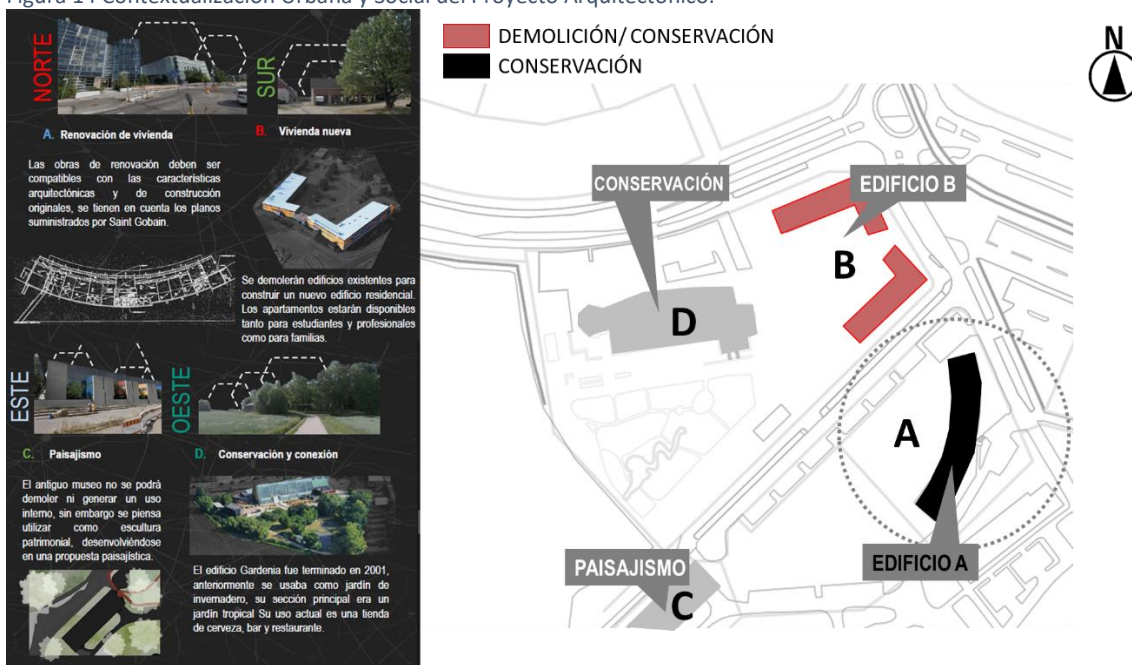 Figura 14 Contextualización Urbana y Social del Proyecto Arquitectónico.
NORTE
SUR
A. Renovación de vivienda
Las obras de renovación deben ser
compatibles con las características
arquitectónicas y de construcción
originales, se tienen en cuenta los planos
suministrados por Saint Gobain.
B. Vivienda nueva
Se demolerán edificios existentes para
construir un nuevo edificio residencial.
Los apartamentos estarán disponibles
tanto para estudiantes y profesionales
como para familias.
ESTE
OESTE
C. Paisajismo
El antiguo museo no se podrá
demoler ni generar un uso
interno, sin embargo se piensa
utilizar como escultura
patrimonial, desenvolviéndose
en una propuesta paisajística.
D. Conservación y conexión
El edificio Gardenia fue terminado en 2001,
anteriormente se usaba como jardín de
invernadero, su sección principal era un
jardín tropical Su uso actual es una tienda
de cerveza, bar y restaurante.
DEMOLICIÓN/ CONSERVACIÓN
CONSERVACIÓN
N
CONSERVACIÓN
EDIFICIO B
B
D
A
EDIFICIO A
PAISAJISMO
C